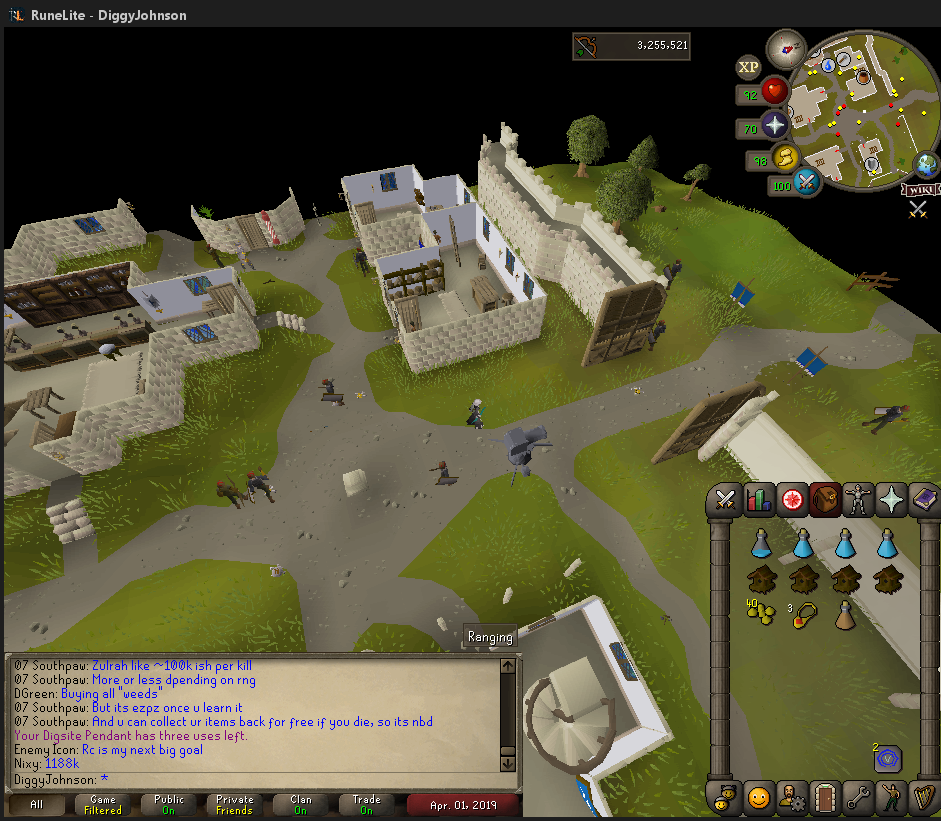 RuneLite - DiggyJohnson
3,255,521
XP
92
70
98
100
WIKI
40
3
2
Ranging
07 Southpaw: Zulrah like ~100k ish per kill
07 Southpaw: More or less dpending on rng
DGreen: Buying all "weeds"
07 Southpaw: But its ezpz once u learn it
07 Southpaw: And u can collect ur items back for free if you die, so its nbd
Your Digsite Pendant has three uses left.
Enemy Icon: Rc is my next big goal
Nixy: 1188k
DiggyJohnson: *
All
Game
Filtered
Public
On
Private
Friends
Clan
On
Trade
On
Apr. 01, 2019